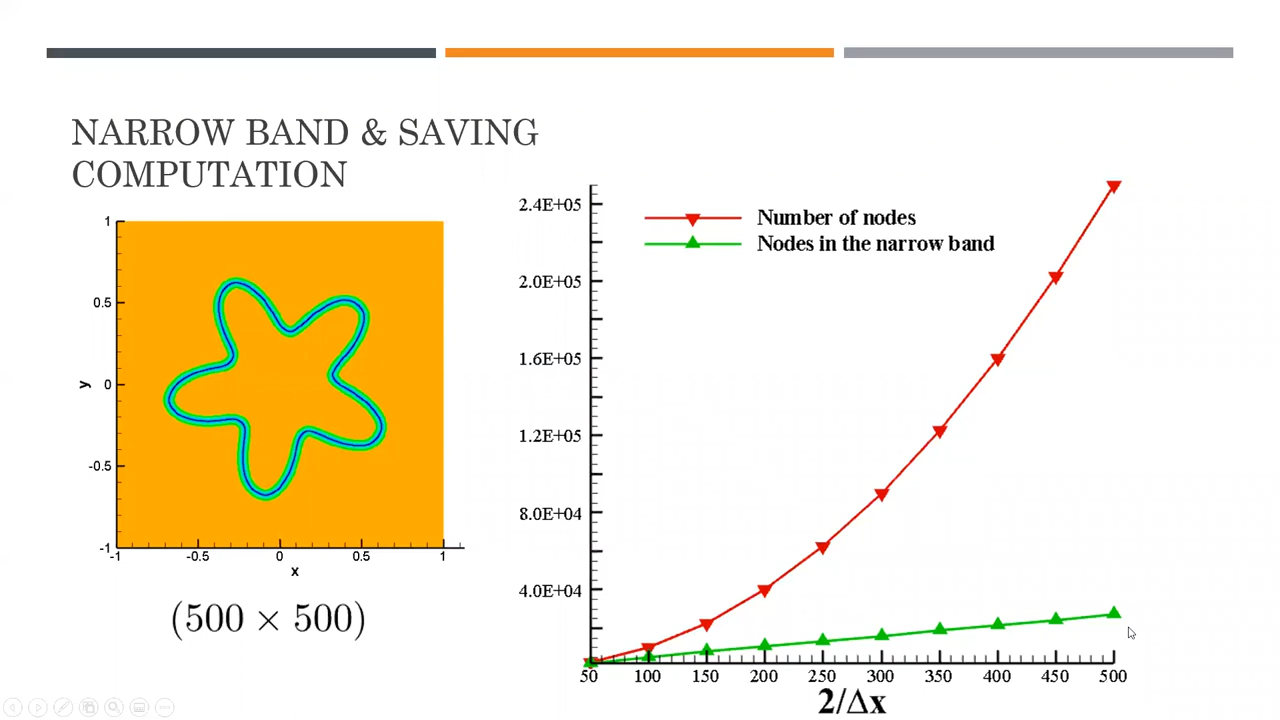 NARROW BAND & SAVING
COMPUTATION
1
0.5
y
0
-0.5
-1
-1 -0.5 0 0.5 1
x
(500 × 500)
Number of nodes
Nodes in the narrow band
2.4E+05
2.0E+05
1.6E+05
1.2E+05
8.0E+04
4.0E+04
50 100 150 200 250 300 350 400 450 500
2/Δx